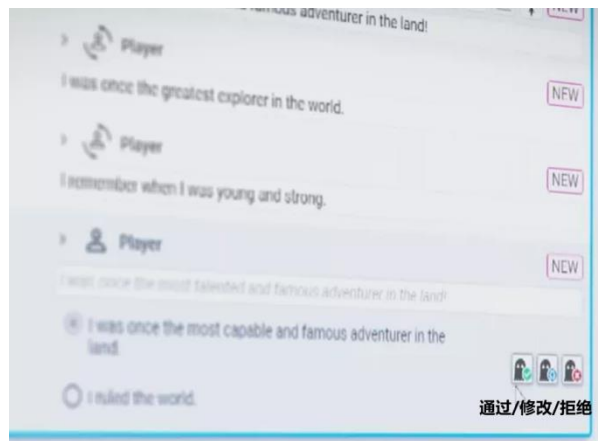 famous adventurer in the land!
NEW
Player
I was once the greatest explorer in the world.
NEW
Player
I remember when I was young and strong.
NEW
Player
NEW
I was once the most talented and famous adventurer in the land!
I was once the most capable and famous adventurer in the
land.
I ruled the world.
通过/修改/拒绝